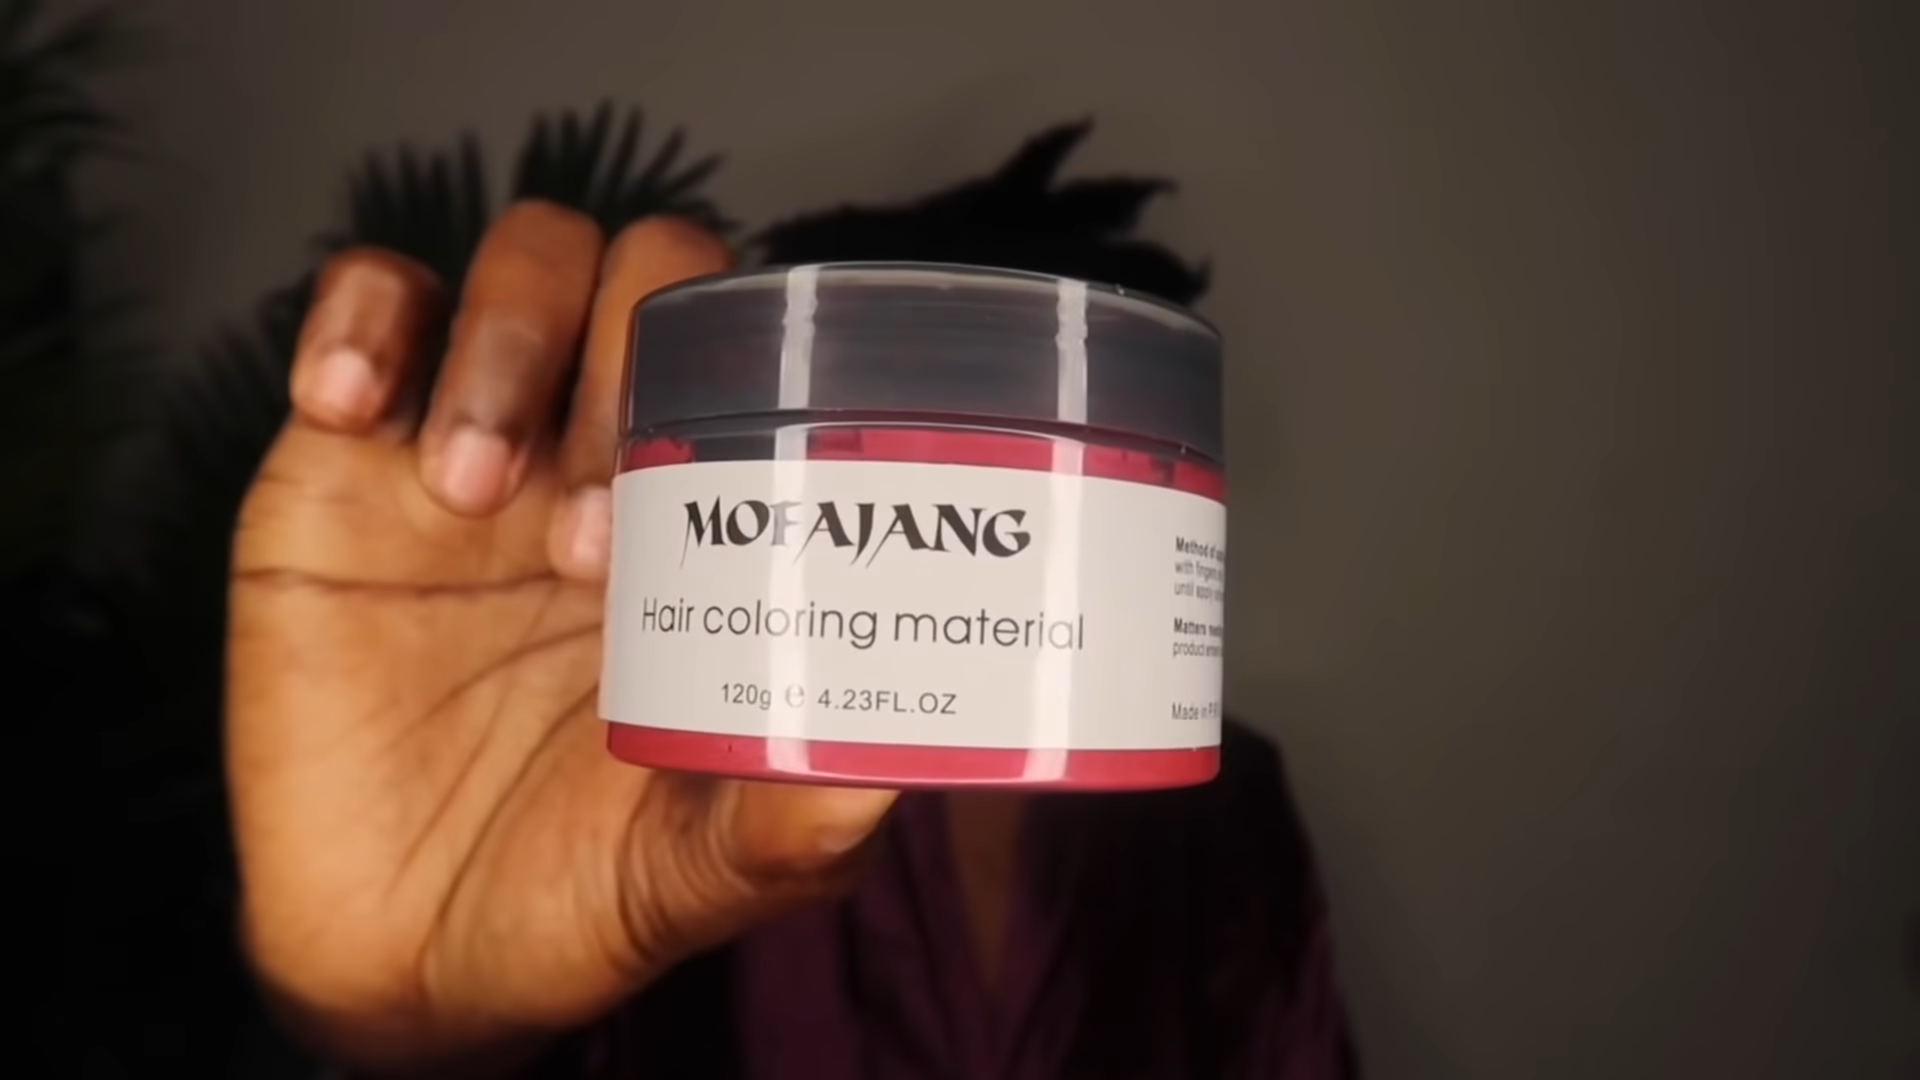 MOFAJANG
Hair coloring material
120g ℮ 4.23FL.OZ
Method of
with fingers
until apply
Matters
product
Made in P.R